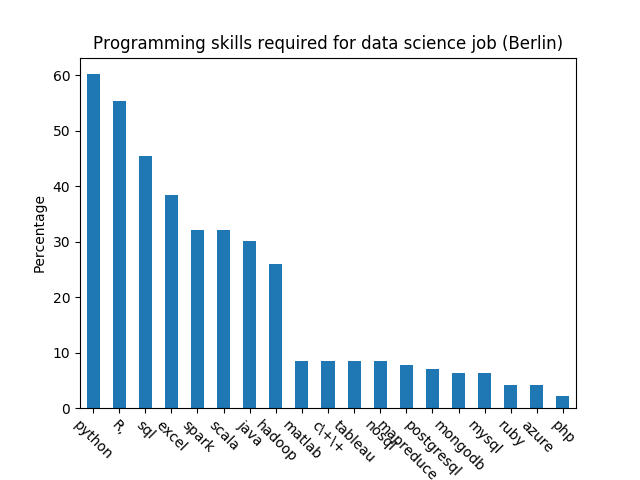 Programming skills required for data science job (Berlin)
Percentage
60
50
40
30
20
10
0
python
R,
sql
excel
spark
scala
java
hadoop
matlab
c\+\+
tableau
nosql
mapreduce
postgresql
mongodb
mysql
ruby
azure
php